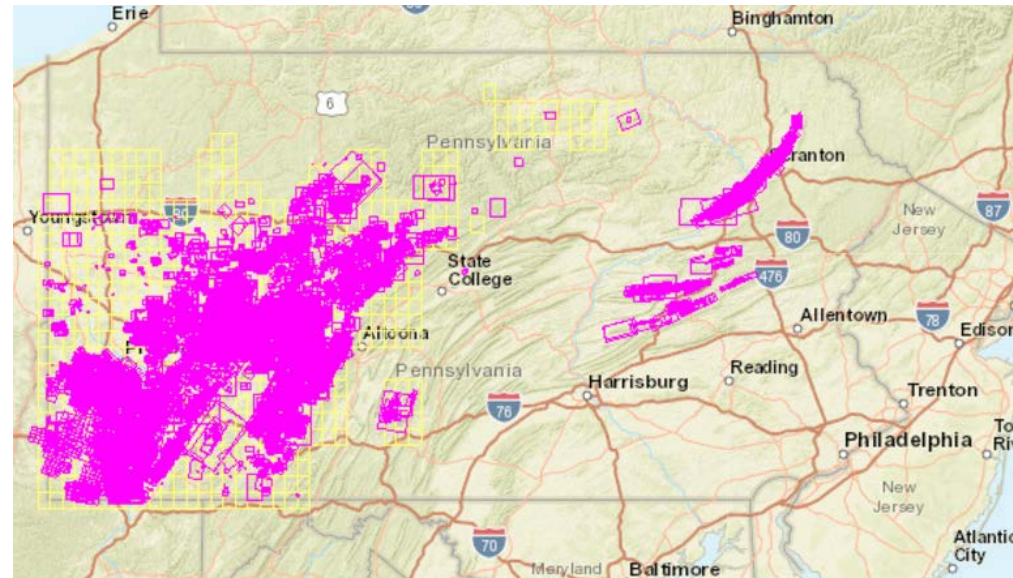 Erie
Binghamton
6
Pennsylvania
Scranton
Youngstown
80
New
Jersey
87
80
State
College
476
Allentown
78
Edison
Altoona
Pennsylvania
Reading
Harrisburg
Trenton
76
Philadelphia
New
Jersey
70
Maryland
Baltimore
Atlantic
City